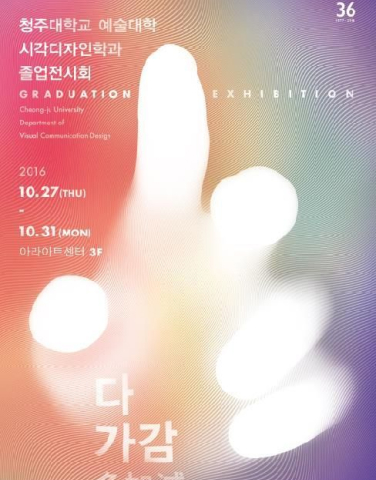 36
청주대학교 예술대학
시각디자인학과
졸업전시회
GRADUATION EXHIBITION
Cheong-ju University
Department of
Visual Communication Design
2016
10.27(THU)
-
10.31(MON)
아라아트센터 3F
다
가감